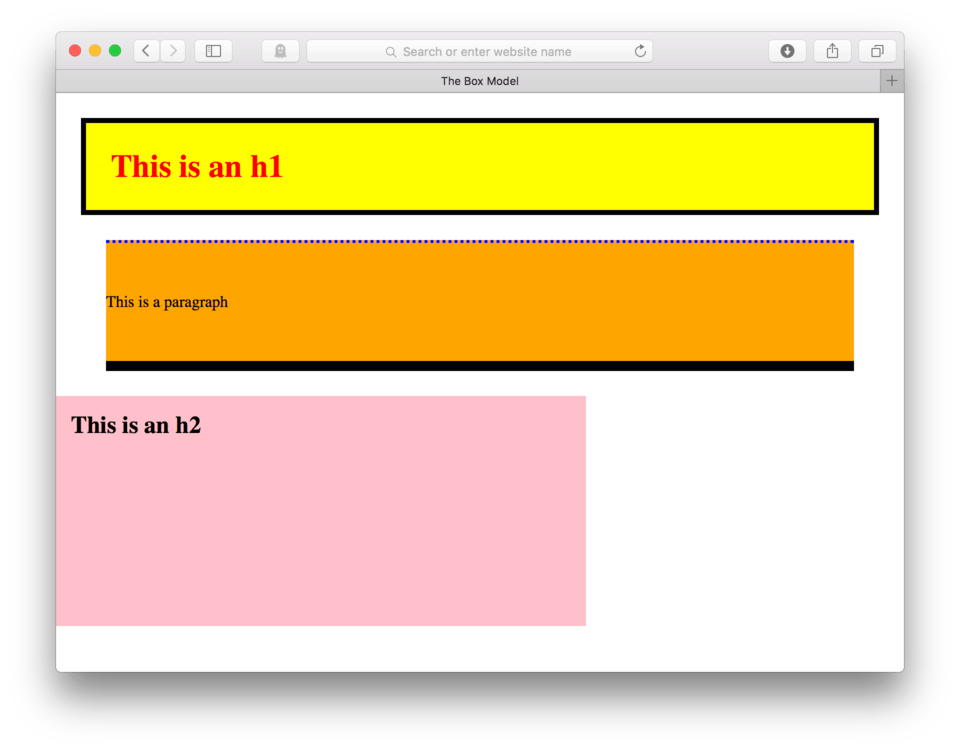 Search or enter website name
The Box Model
This is an h1
This is a paragraph
This is an h2